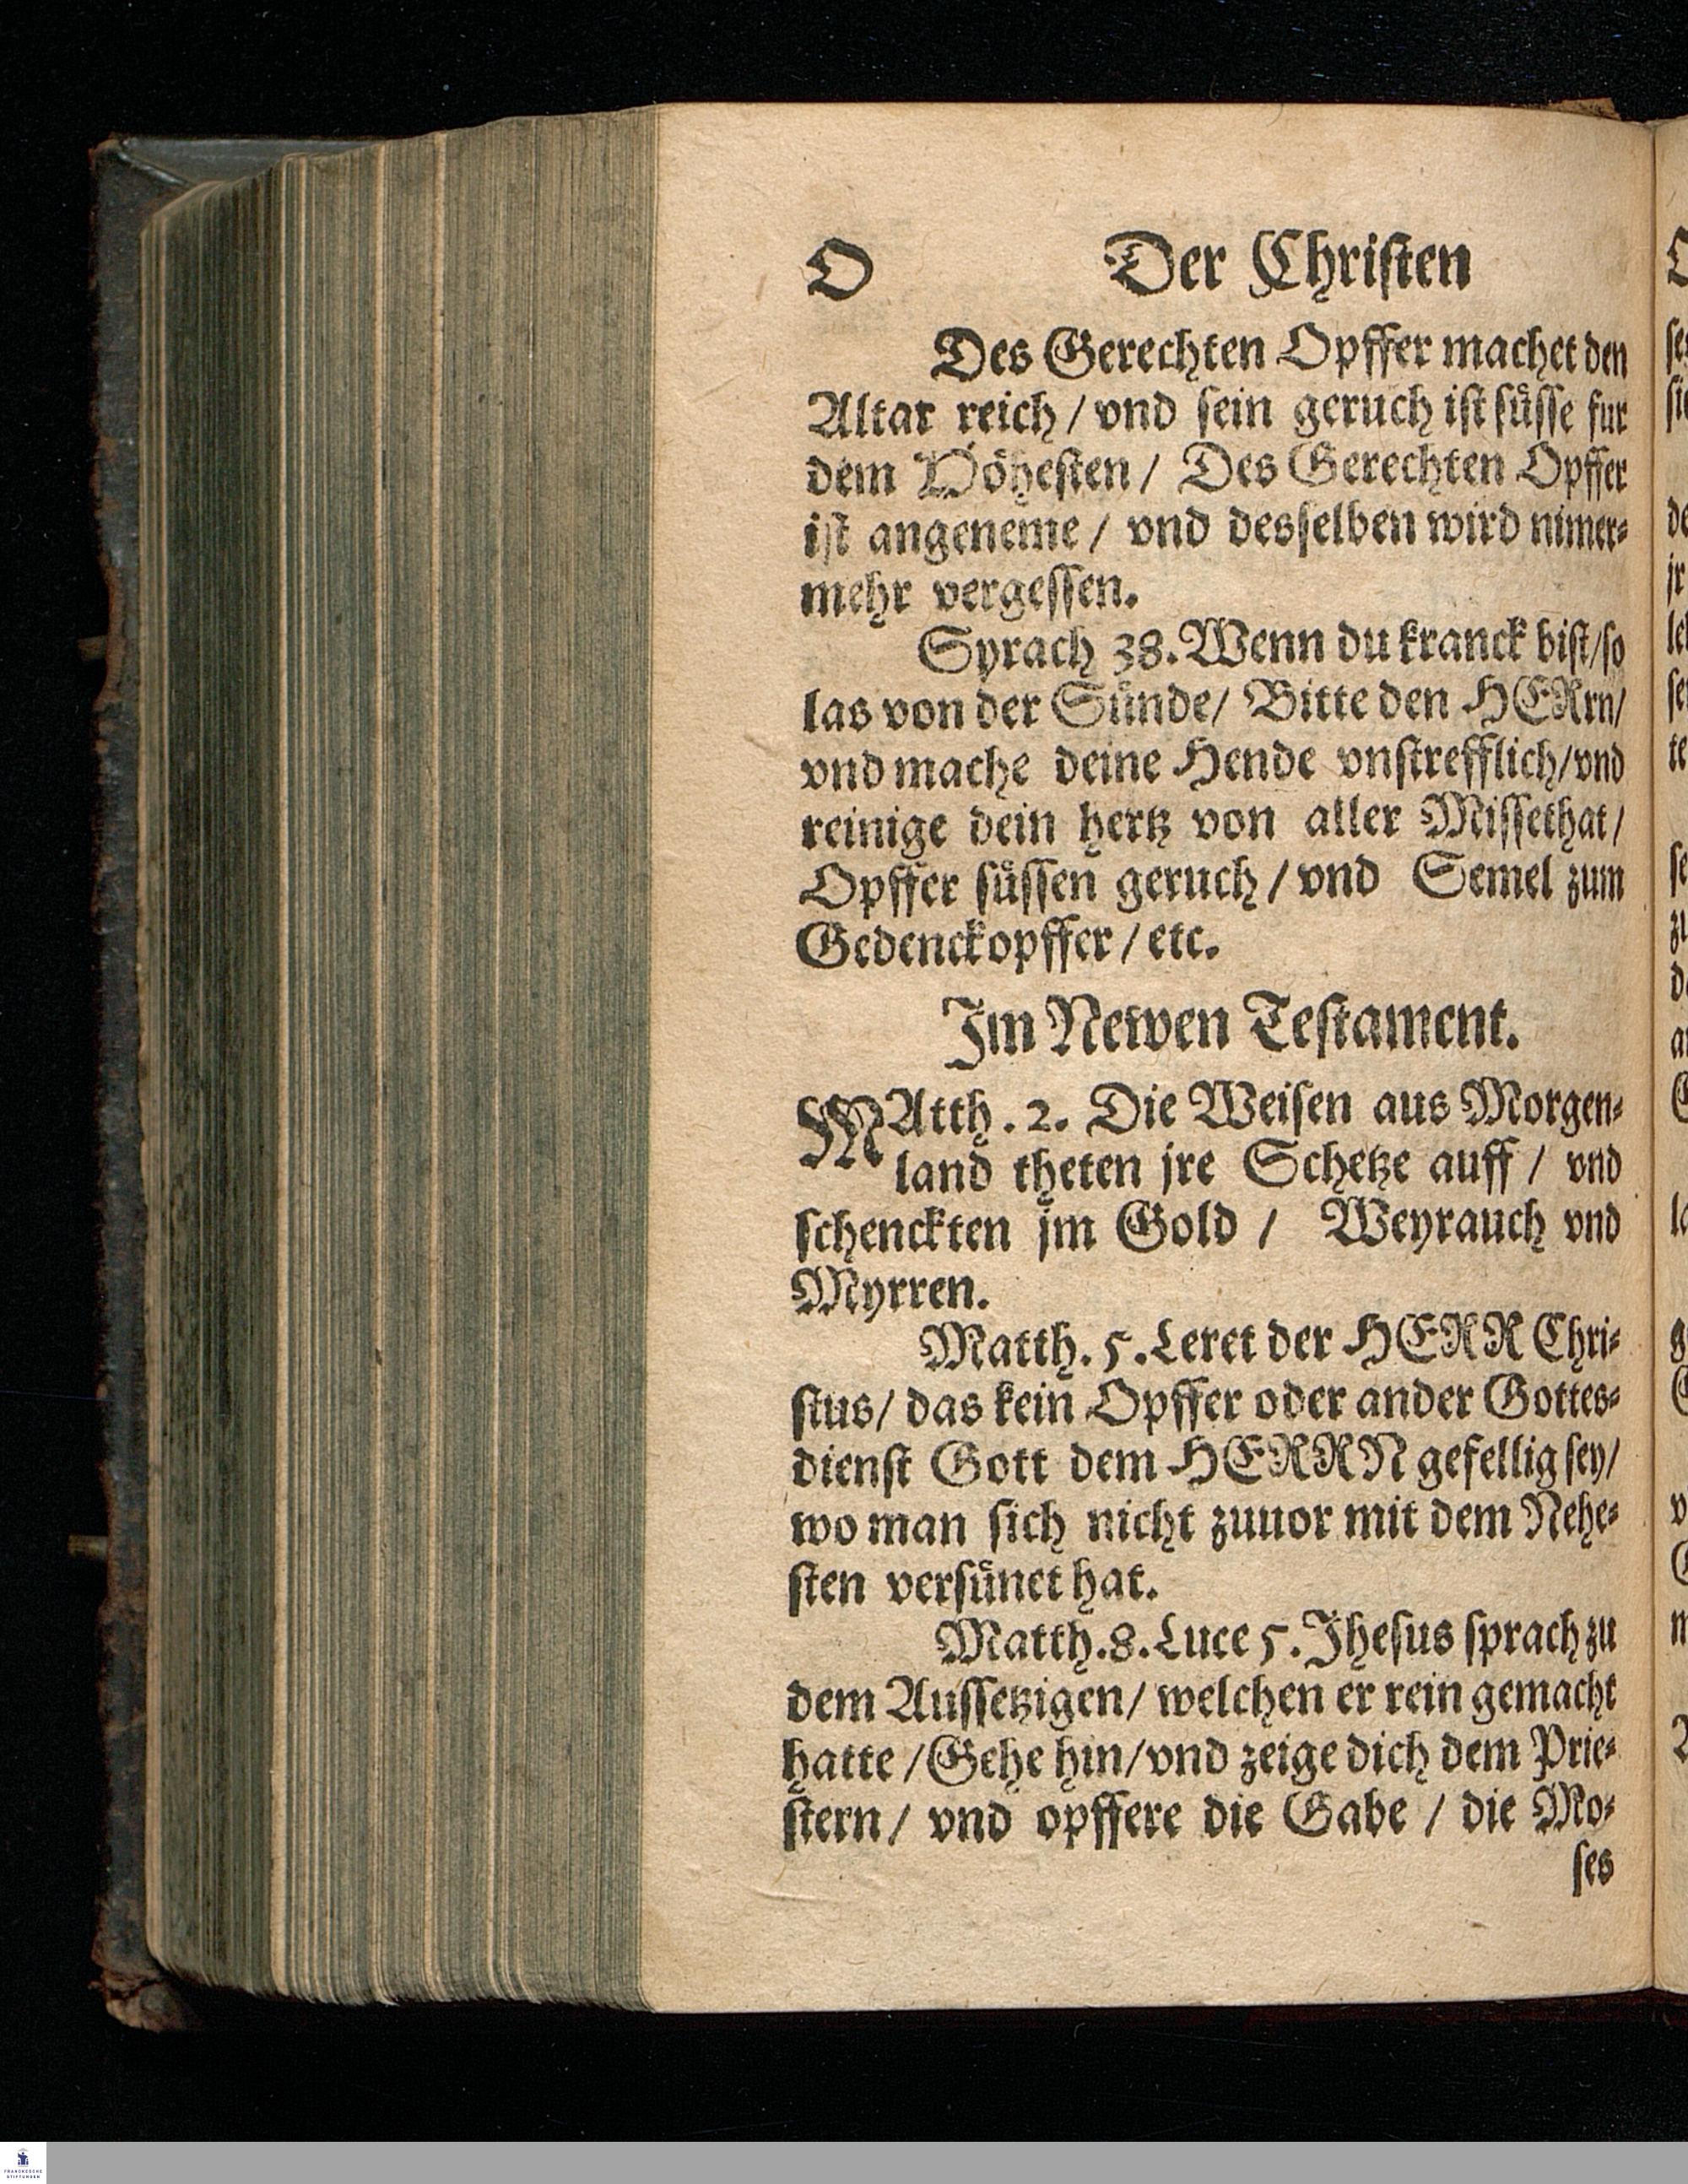 O Der Christen
Des Gerechten Opffer machet den
Altar reich / vnd sein geruch ist süsse fur
dem Höhesten / Des Gerechten Opffer
ist angeneme / vnd desselben wird nimer-
mehr vergessen.
Syrach 38. Wenn du kranck bist / so
las von der Sünde / Bitte den HERrn /
vnd mache deine Hende vnstrefflich / vnd
reinige dein hertz von aller Missethat /
Opffer süssen geruch / vnd Semel zum
Gedenckopffer / etc.
Im Newen Testament.
MAtth. 2. Die Weisen aus Morgen-
land theten jre Schetze auff / vnd
schenckten jm Gold / Weyrauch vnd
Myrren.
Matth. 5. Leret der HERR Chri-
stus / das kein Opffer oder ander Gottes-
dienst Gott dem HERRN gefellig sey /
wo man sich nicht zuuor mit dem Nehe-
sten versünet hat.
Matth. 8. Luce 5. Jhesus sprach zu
dem Aussetzigen / welchen er rein gemacht
hatte / Gehe hin / vnd zeige dich dem Prie-
stern / vnd opffere die Gabe / die Mo-
ses
FRANCKESCHE
STIFTUNGEN